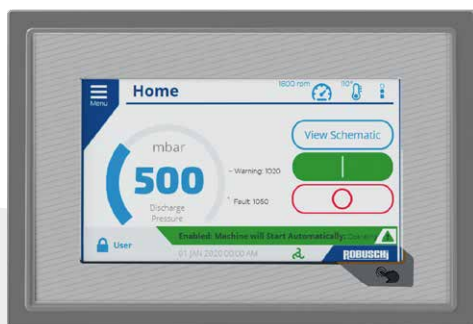 Menu
Home
1800 rpm
110°
mbar
500
Discharge
Pressure
Warning: 1020
Fault: 1050
View Schematic
User
Enabled: Machine will Start Automatically:
01 JAN 2020 00:00 AM
ROBUSCHI